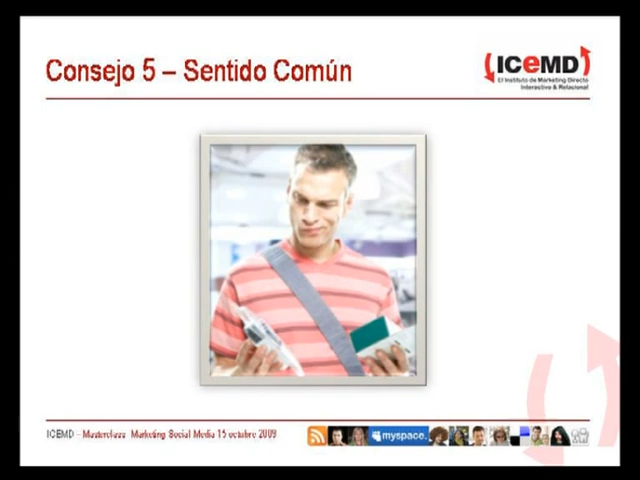 Consejo 5 – Sentido Común
ICeMD
El Instituto de Marketing Directo
Interactivo & Relacional
ICEMD – Masterclass Marketing Social Media 15 octubre 2009
myspace.